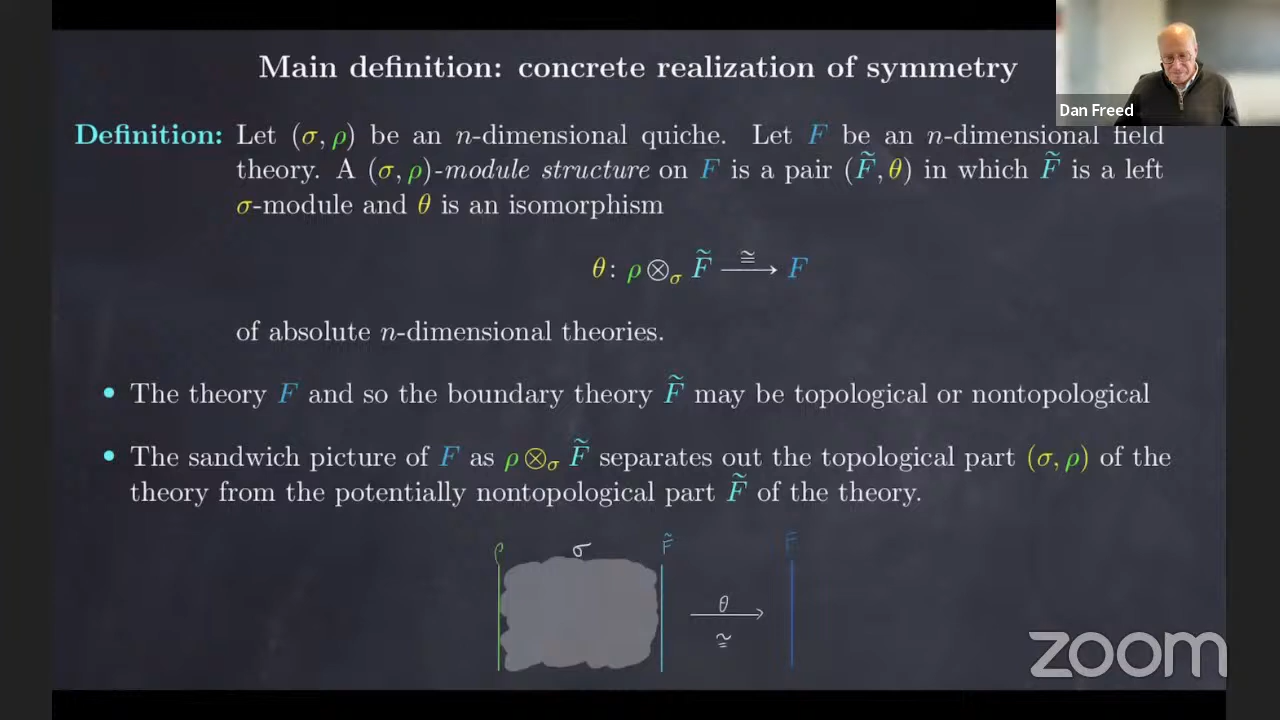 Main definition: concrete realization of symmetry
Dan Freed
Definition: Let (σ, ρ) be an n-dimensional quiche. Let F be an n-dimensional field
theory. A (σ, ρ)-module structure on F is a pair (F̃, θ) in which F̃ is a left
σ-module and θ is an isomorphism
θ: ρ ⊗_σ F̃ ≅⟶ F
of absolute n-dimensional theories.
• The theory F and so the boundary theory F̃ may be topological or nontopological
• The sandwich picture of F as ρ ⊗_σ F̃ separates out the topological part (σ, ρ) of the
theory from the potentially nontopological part F̃ of the theory.
ρ σ F̃ F
θ
≅
zoom